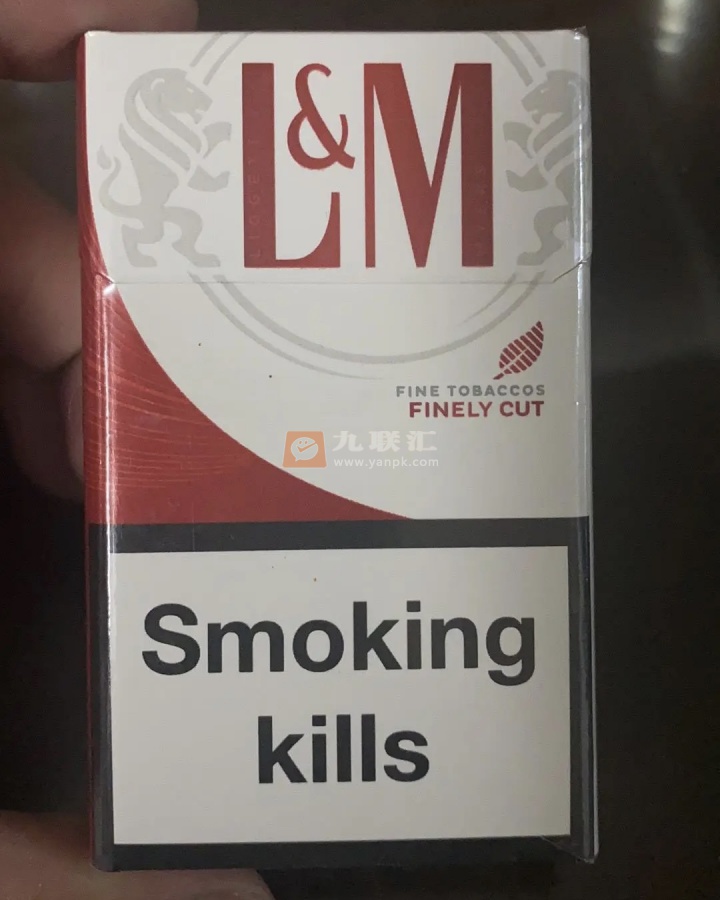 L&M
FINE TOBACCOS
FINELY CUT
九联汇
www.yanpk.com
Smoking
kills